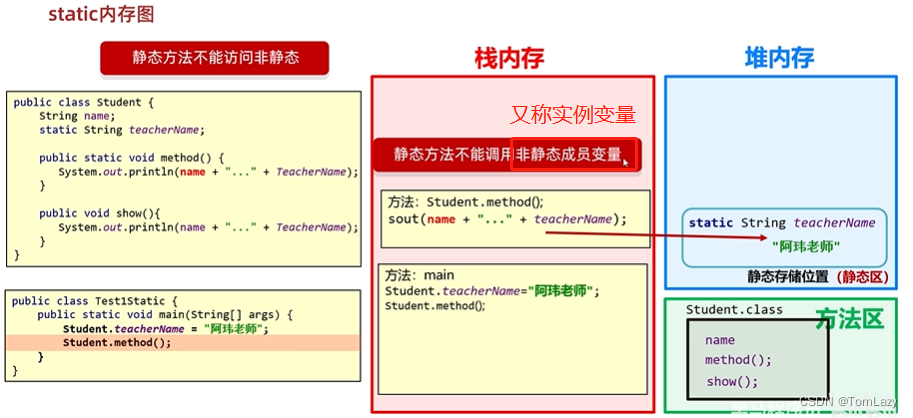 static内存图
静态方法不能访问非静态
public class Student {
String name;
static String teacherName;
public static void method() {
System.out.println(name + "..." + TeacherName);
}
public void show(){
System.out.println(name + "..." + TeacherName);
}
}
public class Test1Static {
public static void main(String[] args) {
Student.teacherName = "阿玮老师";
Student.method();
}
}
栈内存
又称实例变量
静态方法不能调用非静态成员变量
方法: Student.method();
sout(name + "..." + teacherName);
方法: main
Student.teacherName="阿玮老师";
Student.method();
堆内存
static String teacherName
"阿玮老师"
静态存储位置（静态区）
方法区
Student.class
name
method();
show();
CSDN @TomLazy